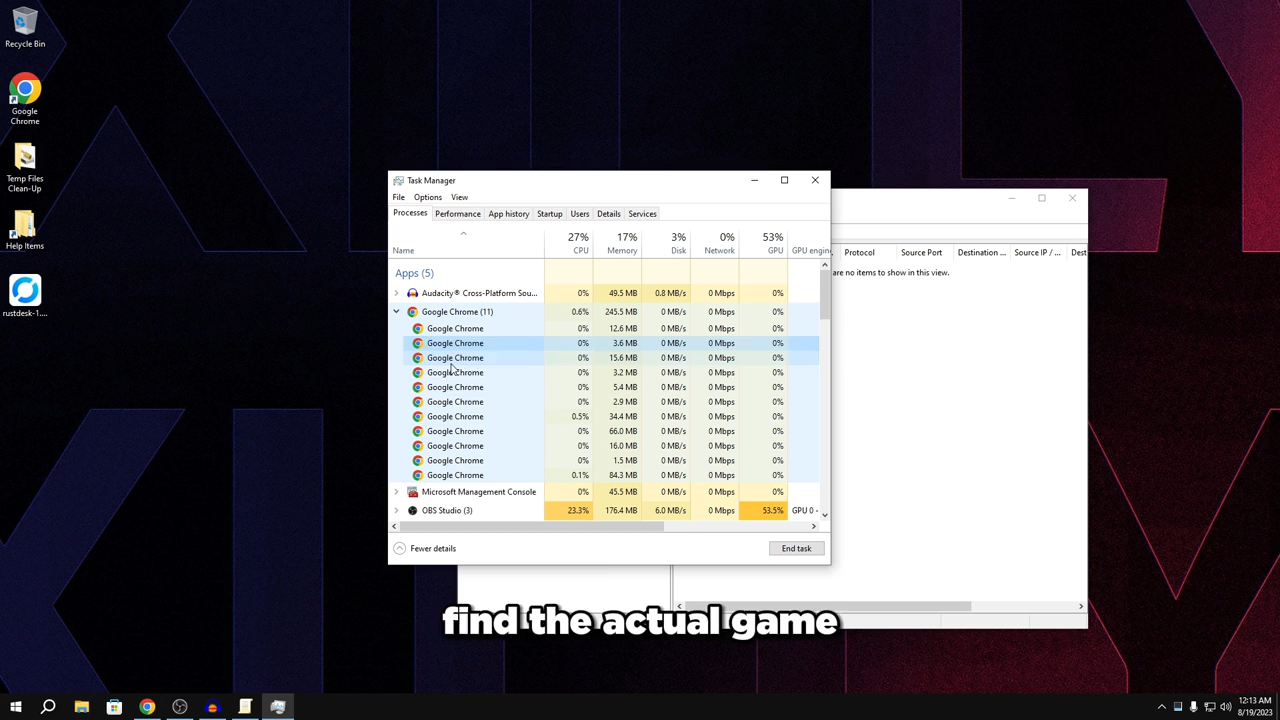 Recycle Bin
Google
Chrome
Temp Files
Clean-Up
Help Items
rustdesk-1....
Task Manager
File Options View
Processes Performance App history Startup Users Details Services
27% 17% 3% 0% 53%
Name CPU Memory Disk Network GPU GPU engin
Apps (5)
Audacity® Cross-Platform Sou... 0% 49.5 MB 0.8 MB/s 0 Mbps 0%
Google Chrome (11) 0.6% 245.5 MB 0 MB/s 0 Mbps 0%
Google Chrome 0% 12.6 MB 0 MB/s 0 Mbps 0%
Google Chrome 0% 3.6 MB 0 MB/s 0 Mbps 0%
Google Chrome 0% 15.6 MB 0 MB/s 0 Mbps 0%
Google Chrome 0% 3.2 MB 0 MB/s 0 Mbps 0%
Google Chrome 0% 5.4 MB 0 MB/s 0 Mbps 0%
Google Chrome 0% 2.9 MB 0 MB/s 0 Mbps 0%
Google Chrome 0.5% 34.4 MB 0 MB/s 0 Mbps 0%
Google Chrome 0% 66.0 MB 0 MB/s 0 Mbps 0%
Google Chrome 0% 16.0 MB 0 MB/s 0 Mbps 0%
Google Chrome 0% 1.5 MB 0 MB/s 0 Mbps 0%
Google Chrome 0.1% 84.3 MB 0 MB/s 0 Mbps 0%
Microsoft Management Console 0% 45.5 MB 0 MB/s 0 Mbps 0%
OBS Studio (3) 23.3% 176.4 MB 6.0 MB/s 0 Mbps 53.5% GPU 0 -
Fewer details End task
Protocol Source Port Destination ... Source IP / ... Dest
are no items to show in this view.
find the actual game
12:13 AM
8/19/2023